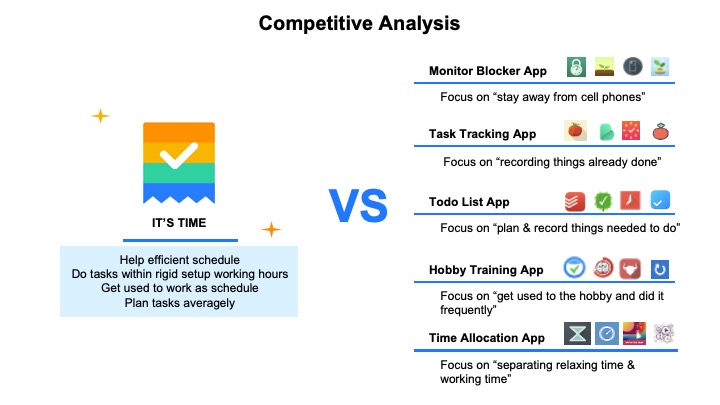 Competitive Analysis
IT'S TIME
Help efficient schedule
Do tasks within rigid setup working hours
Get used to work as schedule
Plan tasks averagely
VS
Monitor Blocker App
Focus on “stay away from cell phones”
Task Tracking App
Focus on “recording things already done”
Todo List App
Focus on “plan & record things needed to do”
Hobby Training App
Focus on “get used to the hobby and did it
frequently”
Time Allocation App
Focus on “separating relaxing time &
working time”